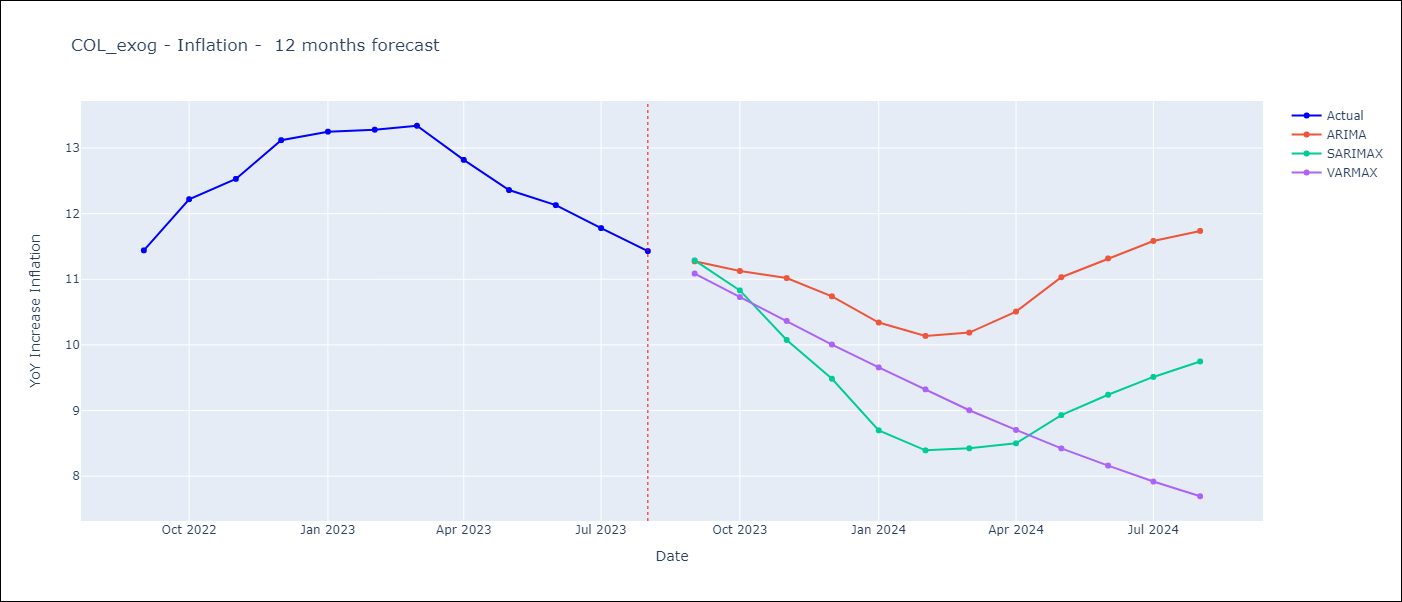 COL_exog - Inflation -  12 months forecast
Actual
ARIMA
SARIMAX
VARMAX
YoY Increase Inflation
13
12
11
10
9
8
Oct 2022
Jan 2023
Apr 2023
Jul 2023
Oct 2023
Jan 2024
Apr 2024
Jul 2024
Date